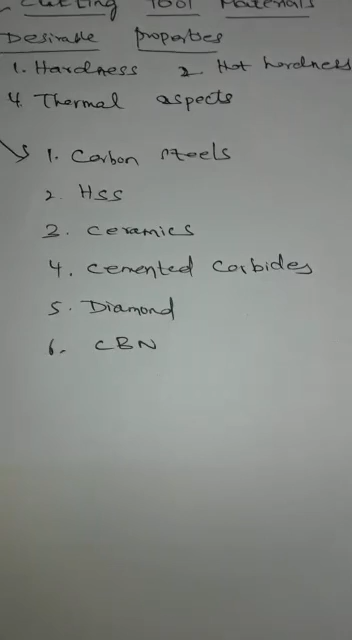 Cutting Tool Materials
Desirable properties
1. Hardness 2 Hot hardness
4. Thermal aspects
1. Carbon steels
2. HSS
3. Ceramics
4. Cemented Carbides
5. Diamond
6. CBN